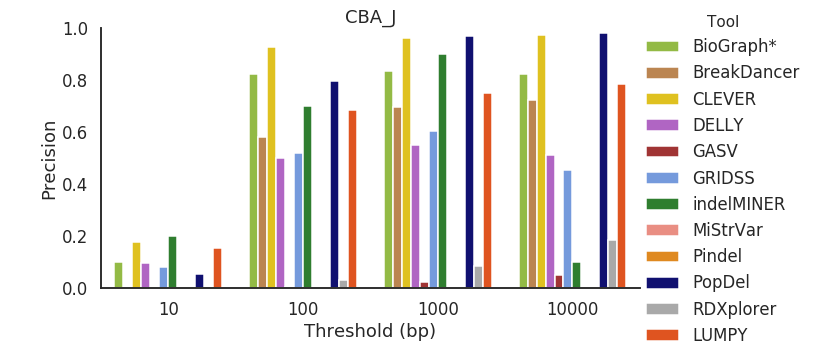 CBA_J
Precision
1.0
0.8
0.6
0.4
0.2
0.0
10 100 1000 10000
Threshold (bp)
Tool
BioGraph*
BreakDancer
CLEVER
DELLY
GASV
GRIDSS
indelMINER
MiStrVar
Pindel
PopDel
RDXplorer
LUMPY